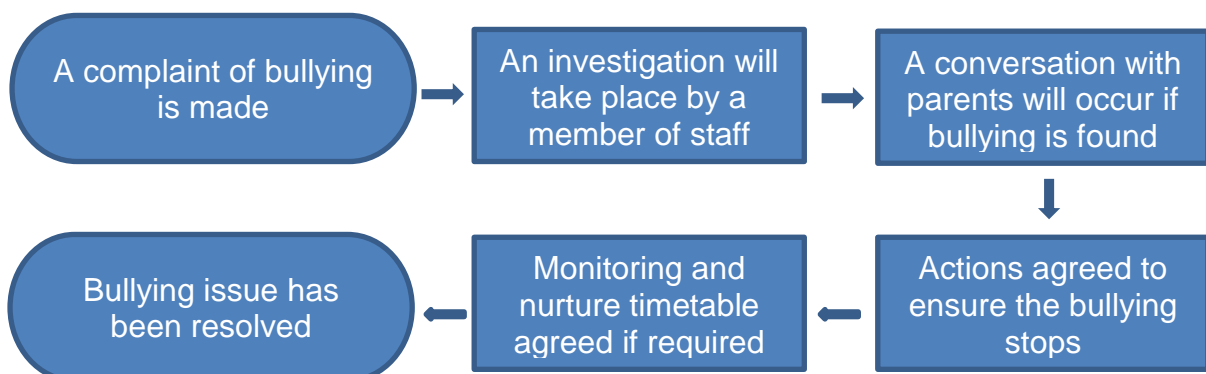 A complaint of bullying
is made
An investigation will
take place by a
member of staff
A conversation with
parents will occur if
bullying is found
Actions agreed to
ensure the bullying
stops
Monitoring and
nurture timetable
agreed if required
Bullying issue has
been resolved